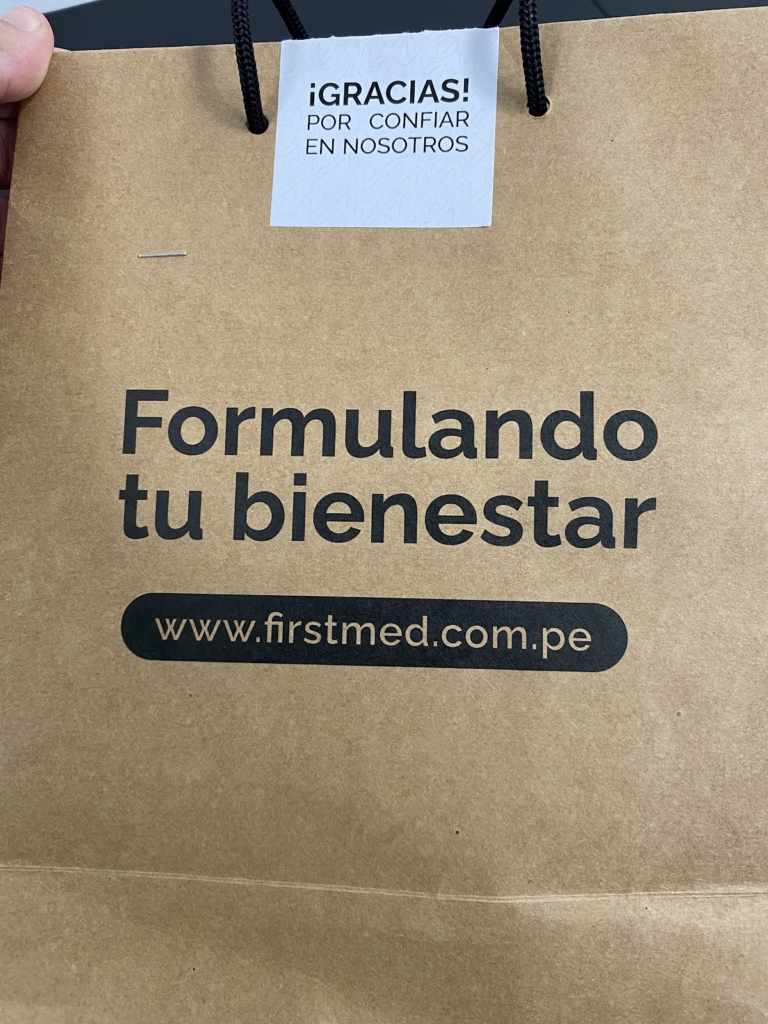 ¡GRACIAS!
POR CONFIAR
EN NOSOTROS
Formulando
tu bienestar
www.firstmed.com.pe